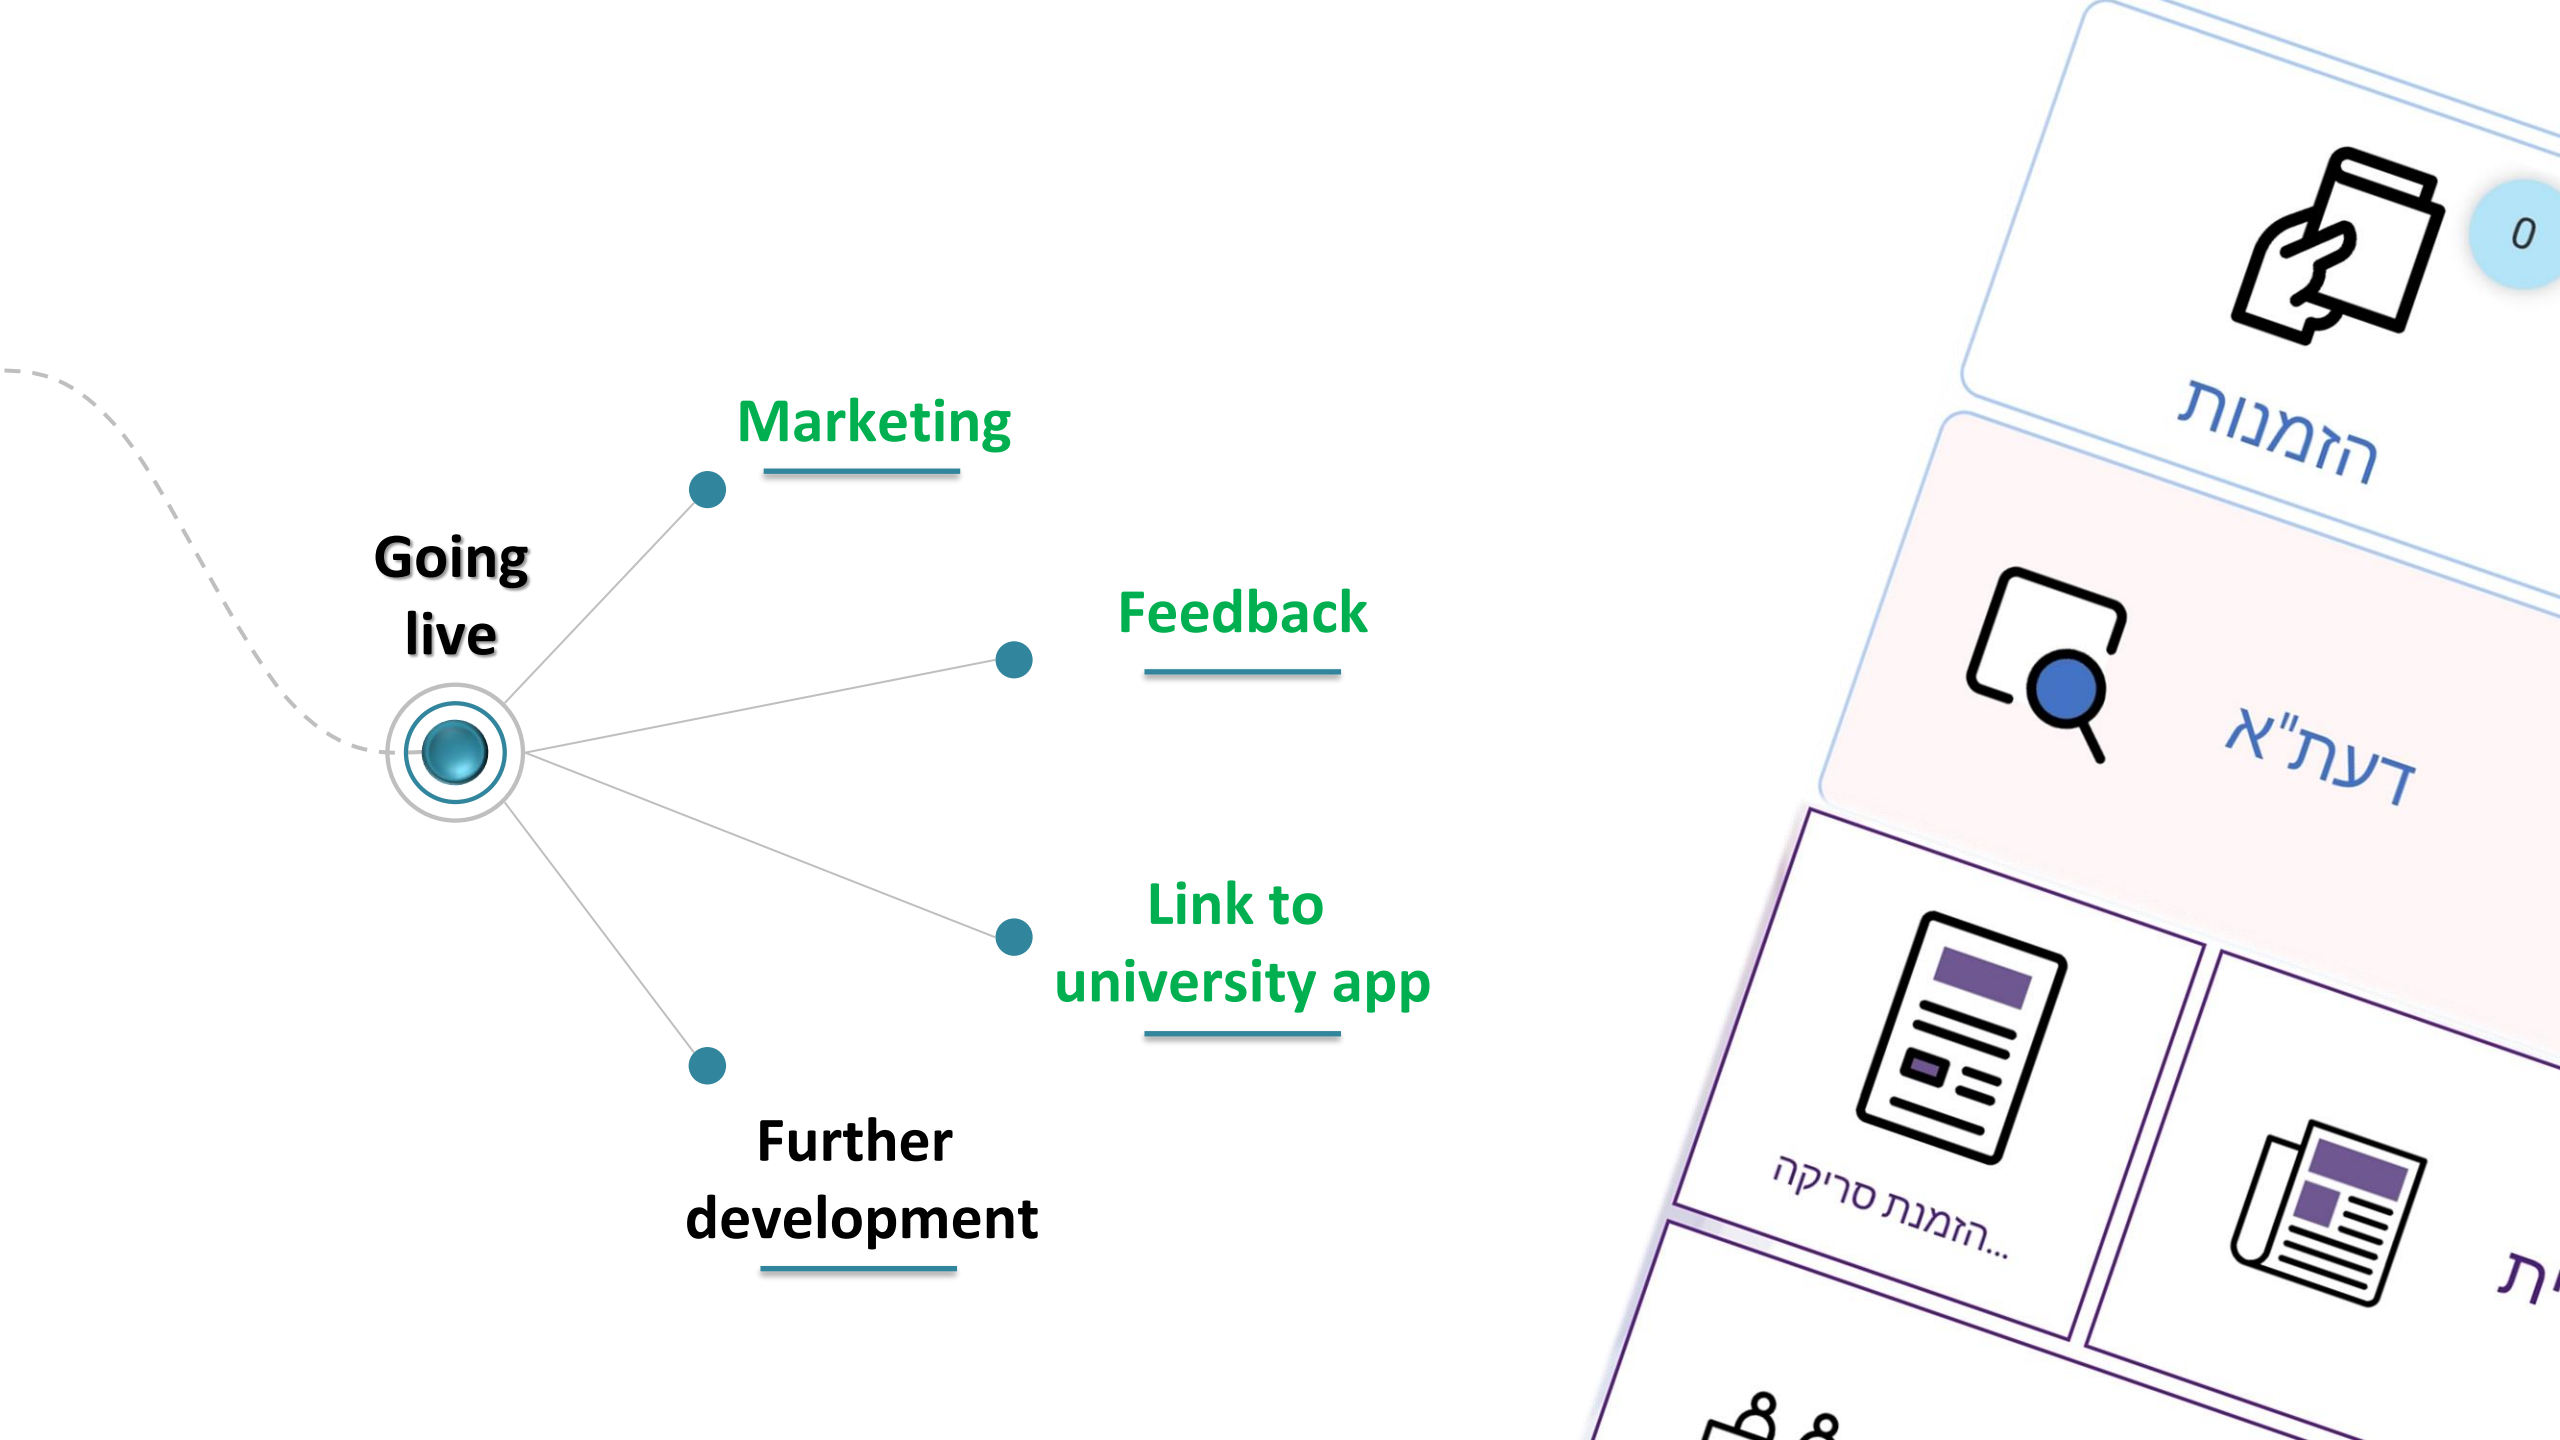 Marketing
Going
live
Feedback
Link to
university app
Further
development
0
הזמנות
דעת"א
הזמנת סריקה...